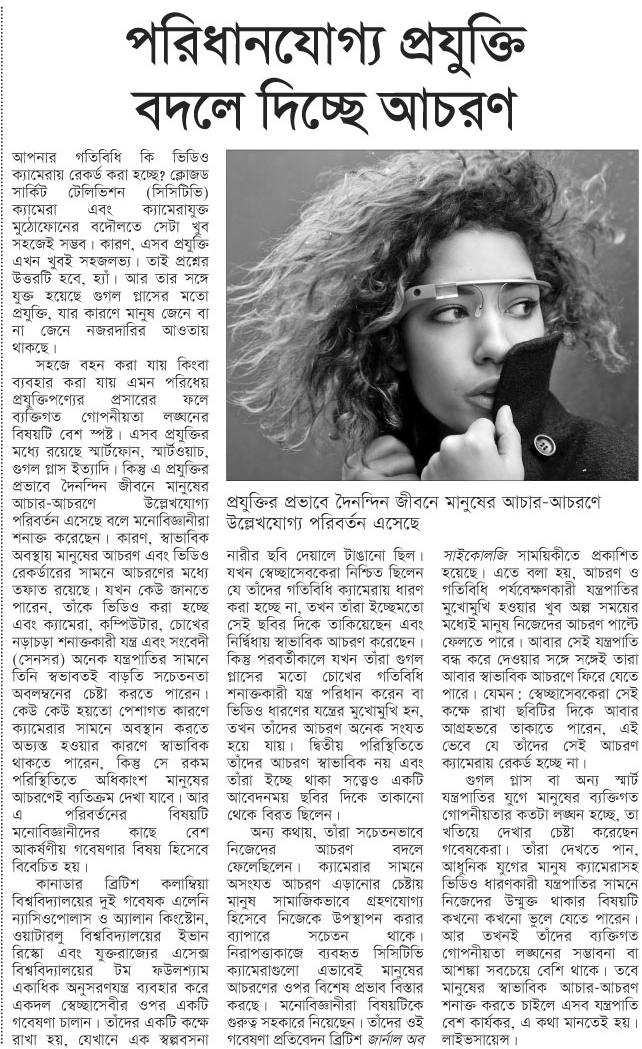 পরিধানযোগ্য প্রযুক্তি
বদলে দিচ্ছে আচরণ
আপনার গতিবিধি কি ভিডিও
ক্যামেরায় রেকর্ড করা হচ্ছে? ক্লোজড
সার্কিট টেলিভিশন (সিসিটিভি)
ক্যামেরা এবং ক্যামেরাযুক্ত
মুঠোফোনের বদৌলতে সেটা খুব
সহজেই সম্ভব। কারণ, এসব প্রযুক্তি
এখন খুবই সহজলভ্য। তাই প্রশ্নের
উত্তরটি হবে, হ্যাঁ। আর তার সঙ্গে
যুক্ত হয়েছে গুগল গ্লাসের মতো
প্রযুক্তি, যার কারণে মানুষ জেনে বা
না জেনে নজরদারির আওতায়
থাকছে।
সহজে বহন করা যায় কিংবা
ব্যবহার করা যায় এমন পরিধেয়
প্রযুক্তিপণ্যের প্রসারের ফলে
ব্যক্তিগত গোপনীয়তা লঙ্ঘনের
বিষয়টি বেশ স্পষ্ট। এসব প্রযুক্তির
মধ্যে রয়েছে স্মার্টফোন, স্মার্টওয়াচ,
গুগল গ্লাস ইত্যাদি। কিন্তু এ প্রযুক্তির
প্রভাবে দৈনন্দিন জীবনে মানুষের
আচার-আচরণে উল্লেখযোগ্য
পরিবর্তন এসেছে বলে মনোবিজ্ঞানীরা
শনাক্ত করেছেন। কারণ, স্বাভাবিক
অবস্থায় মানুষের আচরণ এবং ভিডিও
রেকর্ডারের সামনে আচরণের মধ্যে
তফাত রয়েছে। যখন কেউ জানতে
পারেন, তাঁকে ভিডিও করা হচ্ছে
এবং ক্যামেরা, কম্পিউটার, চোখের
নড়াচড়া শনাক্তকারী যন্ত্র এবং সংবেদী
(সেনসর) অনেক যন্ত্রপাতির সামনে
তিনি স্বভাবতই বাড়তি সচেতনতা
অবলম্বনের চেষ্টা করতে পারেন।
কেউ কেউ হয়তো পেশাগত কারণে
ক্যামেরার সামনে অবস্থান করতে
অভ্যস্ত হওয়ার কারণে স্বাভাবিক
থাকতে পারেন, কিন্তু সে রকম
পরিস্থিতিতে অধিকাংশ মানুষের
আচরণেই ব্যতিক্রম দেখা যাবে। আর
এ পরিবর্তনের বিষয়টি
মনোবিজ্ঞানীদের কাছে বেশ
আকর্ষণীয় গবেষণার বিষয় হিসেবে
বিবেচিত হয়।
কানাডার ব্রিটিশ কলাম্বিয়া
বিশ্ববিদ্যালয়ের দুই গবেষক এলেনি
ন্যাসিওপোলাস ও অ্যালান কিংস্টোন,
ওয়াটারলু বিশ্ববিদ্যালয়ের ইভান
রিস্কো এবং যুক্তরাজ্যের এসেক্স
বিশ্ববিদ্যালয়ের টম ফউলশ্যাম
একাধিক অনুসরণযন্ত্র ব্যবহার করে
একদল স্বেচ্ছাসেবীর ওপর একটি
গবেষণা চালান। তাঁদের একটি কক্ষে
রাখা হয়, যেখানে এক স্বল্পবসনা
প্রযুক্তির প্রভাবে দৈনন্দিন জীবনে মানুষের আচার-আচরণে
উল্লেখযোগ্য পরিবর্তন এসেছে
নারীর ছবি দেয়ালে টাঙানো ছিল।
যখন স্বেচ্ছাসেবকেরা নিশ্চিত ছিলেন
যে তাঁদের গতিবিধি ক্যামেরায় ধারণ
করা হচ্ছে না, তখন তাঁরা ইচ্ছেমতো
সেই ছবির দিকে তাকিয়েছেন এবং
নির্দ্বিধায় স্বাভাবিক আচরণ করেছেন।
কিন্তু পরবর্তীকালে যখন তাঁরা গুগল
গ্লাসের মতো চোখের গতিবিধি
শনাক্তকারী যন্ত্র পরিধান করেন বা
ভিডিও ধারণের যন্ত্রের মুখোমুখি হন,
তখন তাঁদের আচরণ অনেক সংযত
হয়ে যায়। দ্বিতীয় পরিস্থিতিতে
তাঁদের আচরণ স্বাভাবিক নয় এবং
তাঁরা ইচ্ছে থাকা সত্ত্বেও একটি
আবেদনময় ছবির দিকে তাকানো
থেকে বিরত ছিলেন।
অন্য কথায়, তাঁরা সচেতনভাবে
নিজেদের আচরণ বদলে
ফেলেছিলেন। ক্যামেরার সামনে
অসংযত আচরণ এড়ানোর চেষ্টায়
মানুষ সামাজিকভাবে গ্রহণযোগ্য
হিসেবে নিজেকে উপস্থাপন করার
ব্যাপারে সচেতন থাকে।
নিরাপত্তাকাজে ব্যবহৃত সিসিটিভি
ক্যামেরাগুলো এভাবেই মানুষের
আচরণের ওপর বিশেষ প্রভাব বিস্তার
করছে। মনোবিজ্ঞানীরা বিষয়টিকে
গুরুত্ব সহকারে নিয়েছেন। তাঁদের ওই
গবেষণা প্রতিবেদন ব্রিটিশ জার্নাল অব
সাইকোলজি সাময়িকীতে প্রকাশিত
হয়েছে। এতে বলা হয়, আচরণ ও
গতিবিধি পর্যবেক্ষণকারী যন্ত্রপাতির
মুখোমুখি হওয়ার খুব অল্প সময়ের
মধ্যেই মানুষ নিজেদের আচরণ পাল্টে
ফেলতে পারে। আবার সেই যন্ত্রপাতি
বন্ধ করে দেওয়ার সঙ্গে সঙ্গেই তারা
আবার স্বাভাবিক আচরণে ফিরে যেতে
পারে। যেমন: স্বেচ্ছাসেবকেরা সেই
কক্ষে রাখা ছবিটির দিকে আবার
আগ্রহভরে তাকাতে পারেন, এই
ভেবে যে তাঁদের সেই আচরণ
ক্যামেরায় রেকর্ড হচ্ছে না।
গুগল গ্লাস বা অন্য স্মার্ট
যন্ত্রপাতির যুগে মানুষের ব্যক্তিগত
গোপনীয়তার কতটা লঙ্ঘন হচ্ছে, তা
খতিয়ে দেখার চেষ্টা করেছেন
গবেষকেরা। তাঁরা দেখতে পান,
আধুনিক যুগের মানুষ ক্যামেরাসহ
ভিডিও ধারণকারী যন্ত্রপাতির সামনে
নিজেদের উন্মুক্ত থাকার বিষয়টি
কখনো কখনো ভুলে যেতে পারেন।
আর তখনই তাঁদের ব্যক্তিগত
গোপনীয়তা লঙ্ঘনের সম্ভাবনা বা
আশঙ্কা সবচেয়ে বেশি থাকে। তবে
মানুষের স্বাভাবিক আচার-আচরণ
শনাক্ত করতে চাইলে এসব যন্ত্রপাতি
বেশ কার্যকর, এ কথা মানতেই হয়।
লাইভসায়েন্স।